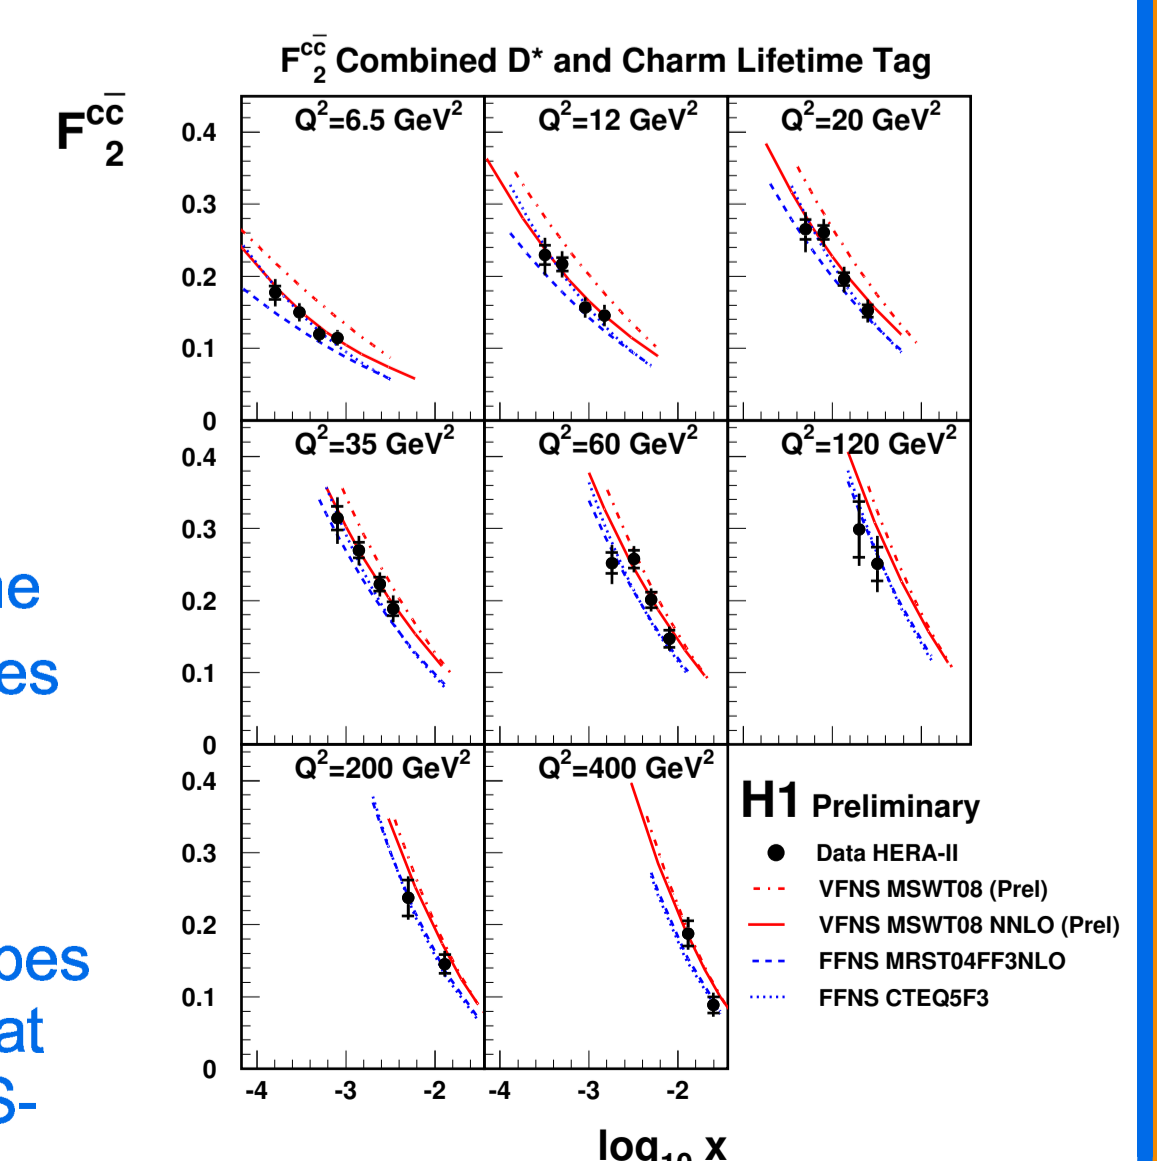 F₂^cc̄ Combined D* and Charm Lifetime Tag
F₂^cc̄
Q²=6.5 GeV²
Q²=12 GeV²
Q²=20 GeV²
0.4
0.3
0.2
0.1
0
Q²=35 GeV²
Q²=60 GeV²
Q²=120 GeV²
0.4
0.3
0.2
0.1
0
Q²=200 GeV²
Q²=400 GeV²
0.4
0.3
0.2
0.1
0
-4 -3 -2 -4 -3 -2
log₁₀ x
H1 Preliminary
Data HERA-II
VFNS MSWT08 (Prel)
VFNS MSWT08 NNLO (Prel)
FFNS MRST04FF3NLO
FFNS CTEQ5F3
es
at
S-